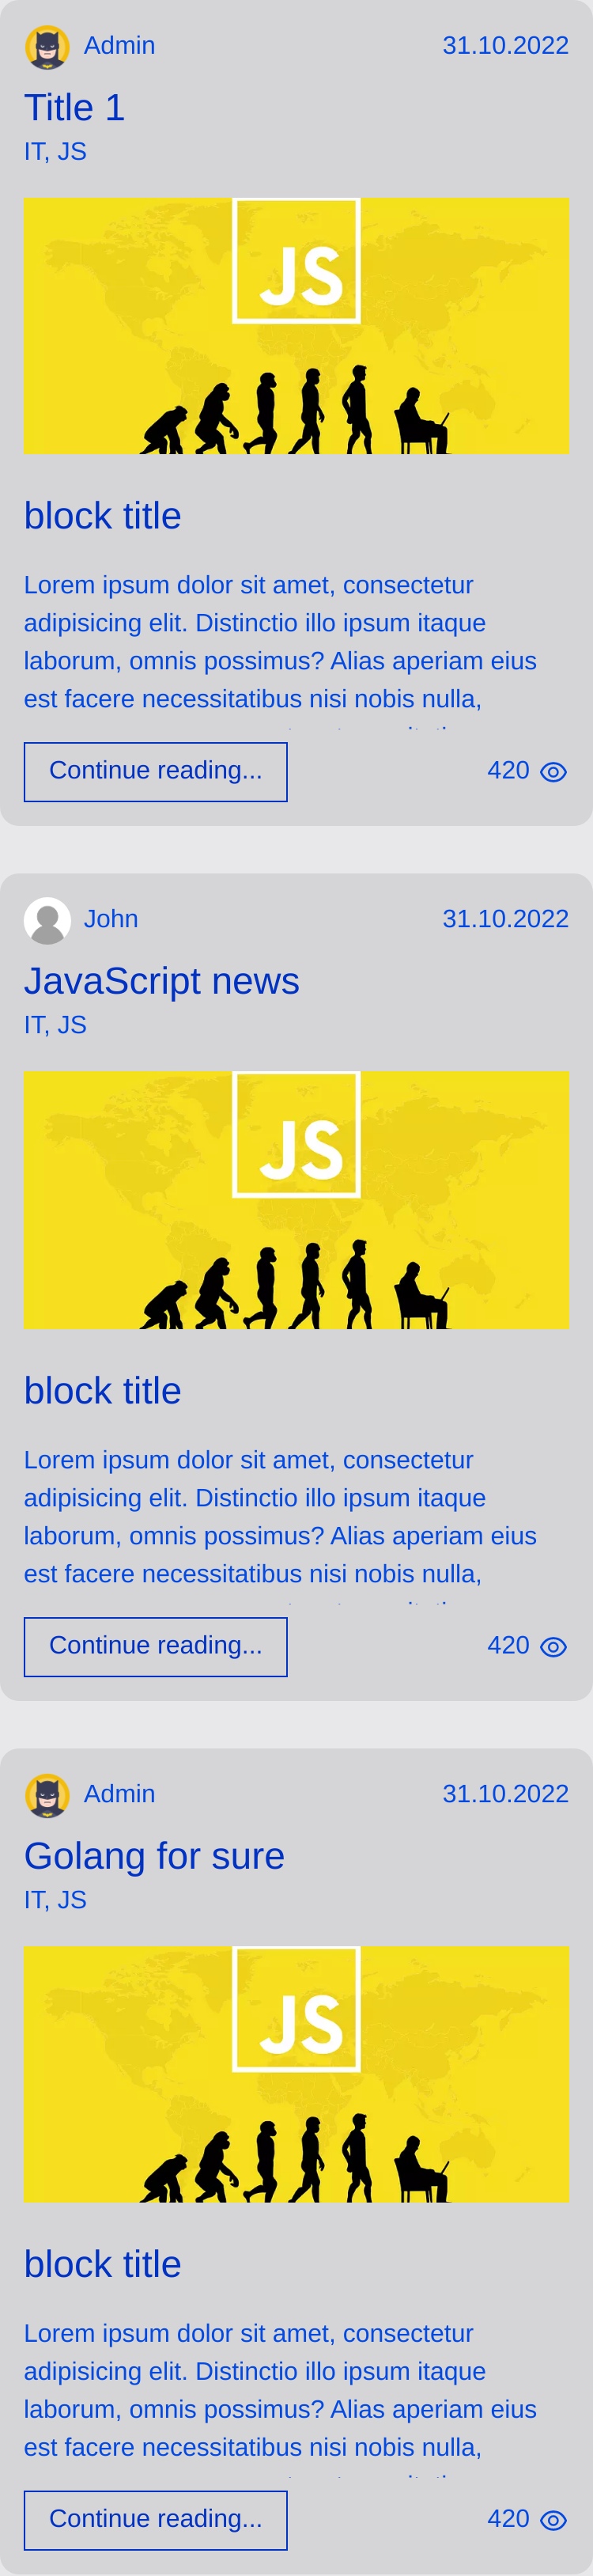 Admin 31.10.2022
Title 1
IT, JS
JS
block title
Lorem ipsum dolor sit amet, consectetur
adipisicing elit. Distinctio illo ipsum itaque
laborum, omnis possimus? Alias aperiam eius
est facere necessitatibus nisi nobis nulla,
Continue reading... 420
John 31.10.2022
JavaScript news
IT, JS
JS
block title
Lorem ipsum dolor sit amet, consectetur
adipisicing elit. Distinctio illo ipsum itaque
laborum, omnis possimus? Alias aperiam eius
est facere necessitatibus nisi nobis nulla,
Continue reading... 420
Admin 31.10.2022
Golang for sure
IT, JS
JS
block title
Lorem ipsum dolor sit amet, consectetur
adipisicing elit. Distinctio illo ipsum itaque
laborum, omnis possimus? Alias aperiam eius
est facere necessitatibus nisi nobis nulla,
Continue reading... 420